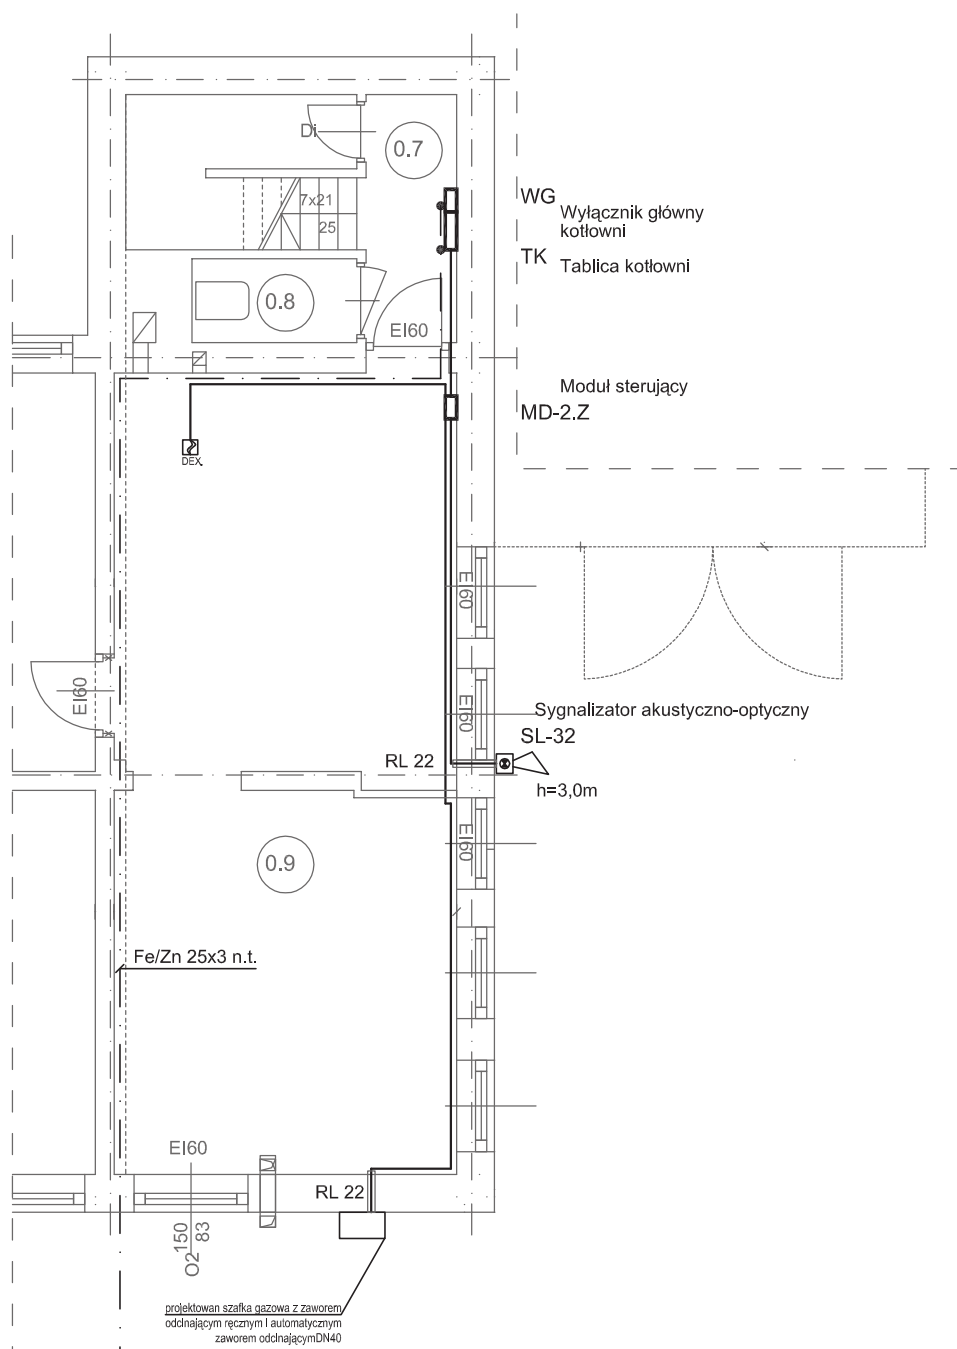 Di
0.7
WG
Wyłącznik główny
kotłowni
7x21
25
TK
Tablica kotłowni
0.8
EI60
Moduł sterujący
MD-2.Z
DEX.
EI60
EI60
EI60
Sygnalizator akustyczno-optyczny
SL-32
RL 22
h=3,0m
EI60
0.9
Fe/Zn 25x3 n.t.
EI60
RL 22
O2 150
83
projektowan szafka gazowa z zaworem
odcinającym ręcznym i automatycznym
zaworem odcinającymDN40